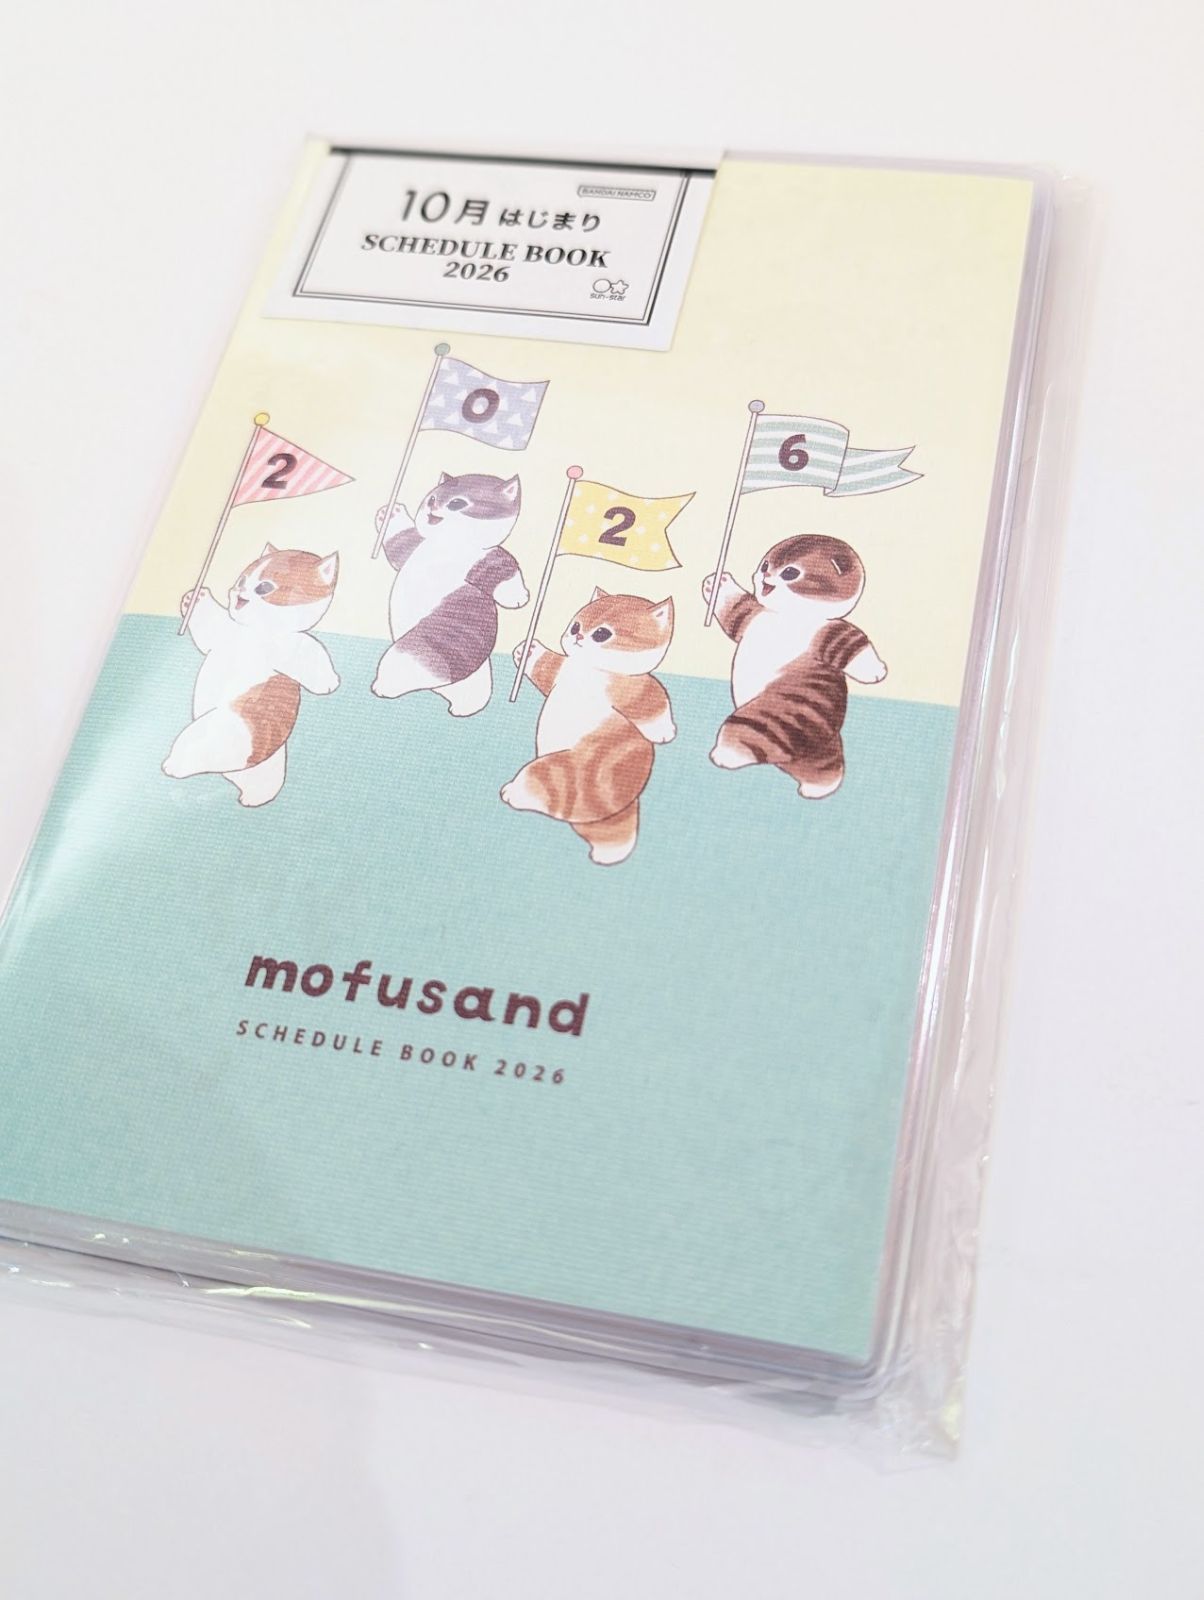 BANDAI NAMCO
10月はじまり
SCHEDULE BOOK
2026
sun-star
2
0
2
6
mofusand
SCHEDULE BOOK 2026